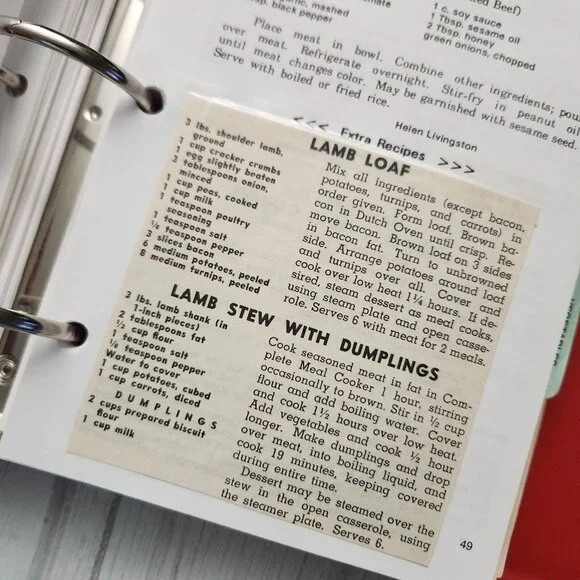 organic, mashed
black pepper
1 c. soy sauce
1 Tbsp. sesame oil
2 Tbsp. honey
green onions, chopped
Place meat in bowl. Combine other ingredients; pour
over meat. Refrigerate overnight. Stir-fry in peanut oil
until meat changes color. May be garnished with sesame seed.
Serve with boiled or fried rice.
Helen Livingston
<<< Extra Recipes >>>
LAMB LOAF
3 lbs. shoulder lamb,
ground
1 cup crocker crumbs
1 egg slightly beaten
3 tablespoons onion,
minced
1 cup peas, cooked
1 cup milk
1 teaspoon poultry
seasoning
1 teaspoon salt
teaspoon pepper
3 slices bacon
6 medium potatoes, peeled
8 medium turnips, peeled
Mix all ingredients (except bacon,
potatoes, turnips, and carrots) in
order given. Form loaf. Brown ba-
con in Dutch Oven until crisp. Re-
move bacon. Brown loaf on 3 sides
in bacon fat. Turn to unbrowned
side. Arrange potatoes around loaf
and turnips over all. Cover and
cook over low heat 1¼ hours. If de-
sired, steam dessert as meal cooks,
using steam plate and open casse-
role. Serves 6 with meat for 2 meals.
LAMB STEW WITH DUMPLINGS
3 lbs. lamb shank (in
1-inch pieces)
2 tablespoons fat
½ cup flour
1 teaspoon salt
½ teaspoon pepper
Water to cover
1 cup potatoes, cubed
1 cup carrots, diced
DUMPLINGS
2 cups prepared biscuit
flour
1 cup milk
Cook seasoned meat in fat in Com-
plete Meal Cooker 1 hour, stirring
occasionally to brown. Stir in ½ cup
flour and add boiling water. Cover
and cook 1½ hours over low heat.
Add vegetables and cook ½ hour
longer. Make dumplings and drop
over meat, into boiling liquid, and
cook 19 minutes, keeping covered
during entire time.
Dessert may be steamed over the
stew in the open casserole, using
the steamer plate. Serves 6.
49